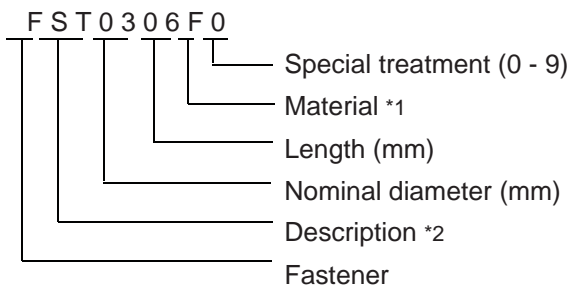 F S T 0 3 0 6 F 0
Special treatment (0 - 9)
Material *1
Length (mm)
Nominal diameter (mm)
Description *2
Fastener